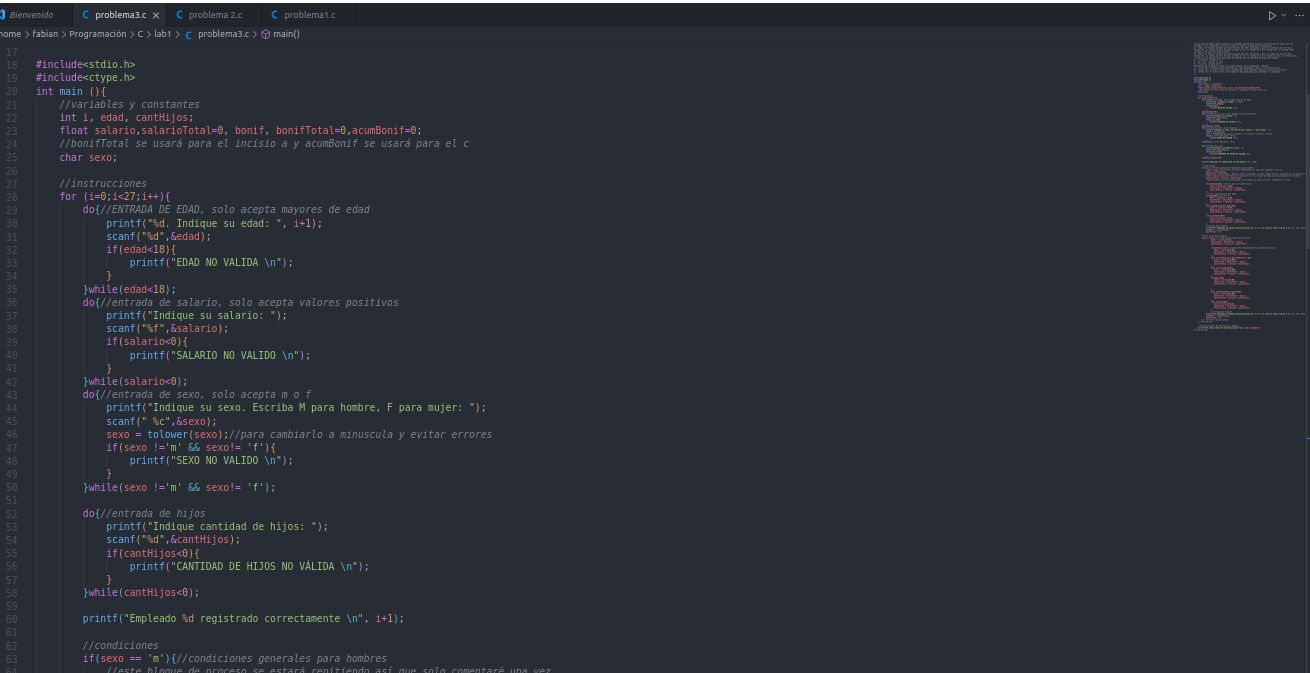 Bienvenido
C problema3.c ×
C problema 2.c
C problema1.c
home > fabian > Programación > C > lab1 > C problema3.c > main()
17
18 #include<stdio.h>
19 #include<ctype.h>
20 int main (){
21 //variables y constantes
22 int i, edad, cantHijos;
23 float salario,salarioTotal=0, bonif, bonifTotal=0,acumBonif=0;
24 //bonifTotal se usará para el incisio a y acumBonif se usará para el c
25 char sexo;
26
27 //instrucciones
28 for (i=0;i<27;i++){
29 do{//ENTRADA DE EDAD, solo acepta mayores de edad
30 printf("%d. Indique su edad: ", i+1);
31 scanf("%d",&edad);
32 if(edad<18){
33 printf("EDAD NO VALIDA \n");
34 }
35 }while(edad<18);
36 do{//entrada de salario, solo acepta valores positivos
37 printf("Indique su salario: ");
38 scanf("%f",&salario);
39 if(salario<0){
40 printf("SALARIO NO VALIDO \n");
41 }
42 }while(salario<0);
43 do{//entrada de sexo, solo acepta m o f
44 printf("Indique su sexo. Escriba M para hombre, F para mujer: ");
45 scanf(" %c",&sexo);
46 sexo = tolower(sexo);//para cambiarlo a minuscula y evitar errores
47 if(sexo !='m' && sexo!= 'f'){
48 printf("SEXO NO VALIDO \n");
49 }
50 }while(sexo !='m' && sexo!= 'f');
51
52 do{//entrada de hijos
53 printf("Indique cantidad de hijos: ");
54 scanf("%d",&cantHijos);
55 if(cantHijos<0){
56 printf("CANTIDAD DE HIJOS NO VÁLIDA \n");
57 }
58 }while(cantHijos<0);
59
60 printf("Empleado %d registrado correctamente \n", i+1);
61
62 //condiciones
63 if(sexo == 'm'){//condiciones generales para hombres
64 //este bloque de proceso se estará repitiendo así que solo comentaré una vez